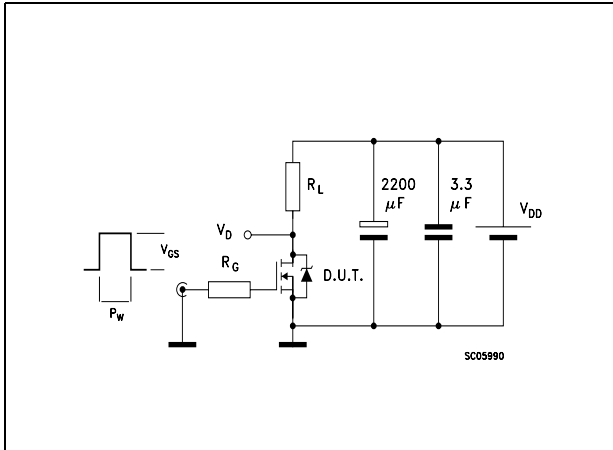 R_L
2200
μF
3.3
μF
V_DD
V_D
V_GS
R_G
D.U.T.
P_W
SC05990